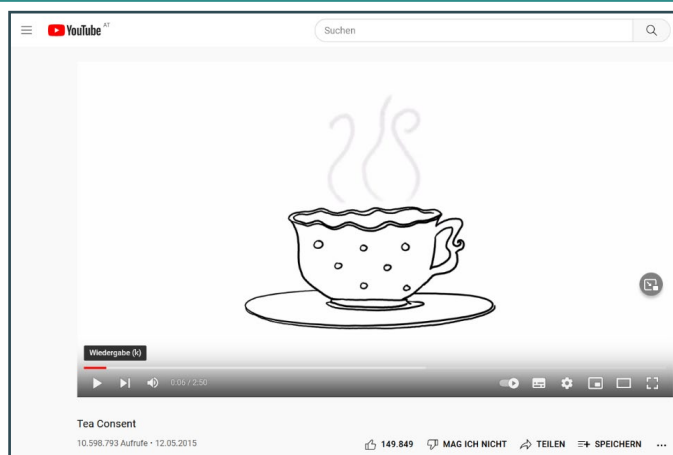 YouTube AT
Suchen
Wiedergabe (k)
0:06 / 2:50
Tea Consent
10.598.793 Aufrufe • 12.05.2015
149.849 MAG ICH NICHT TEILEN SPEICHERN ...